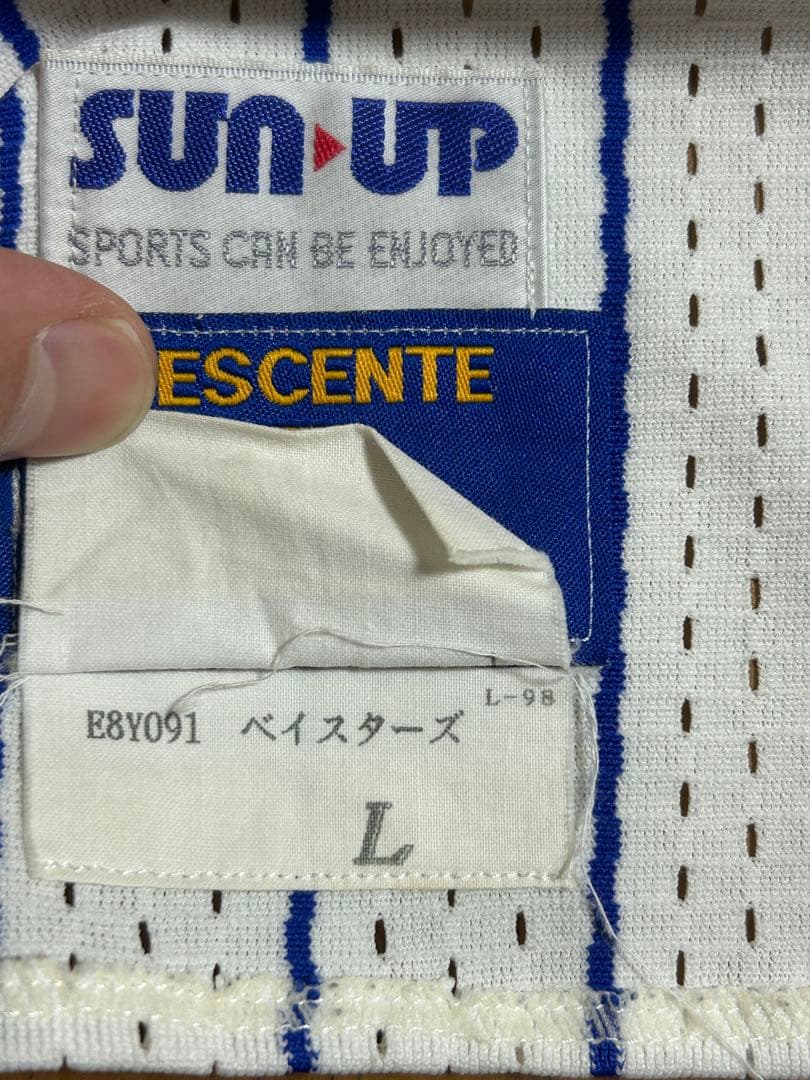 SUN UP
SPORTS CAN BE ENJOYED
ESCENTE
L-98
E8Y091 ベイスターズ
L